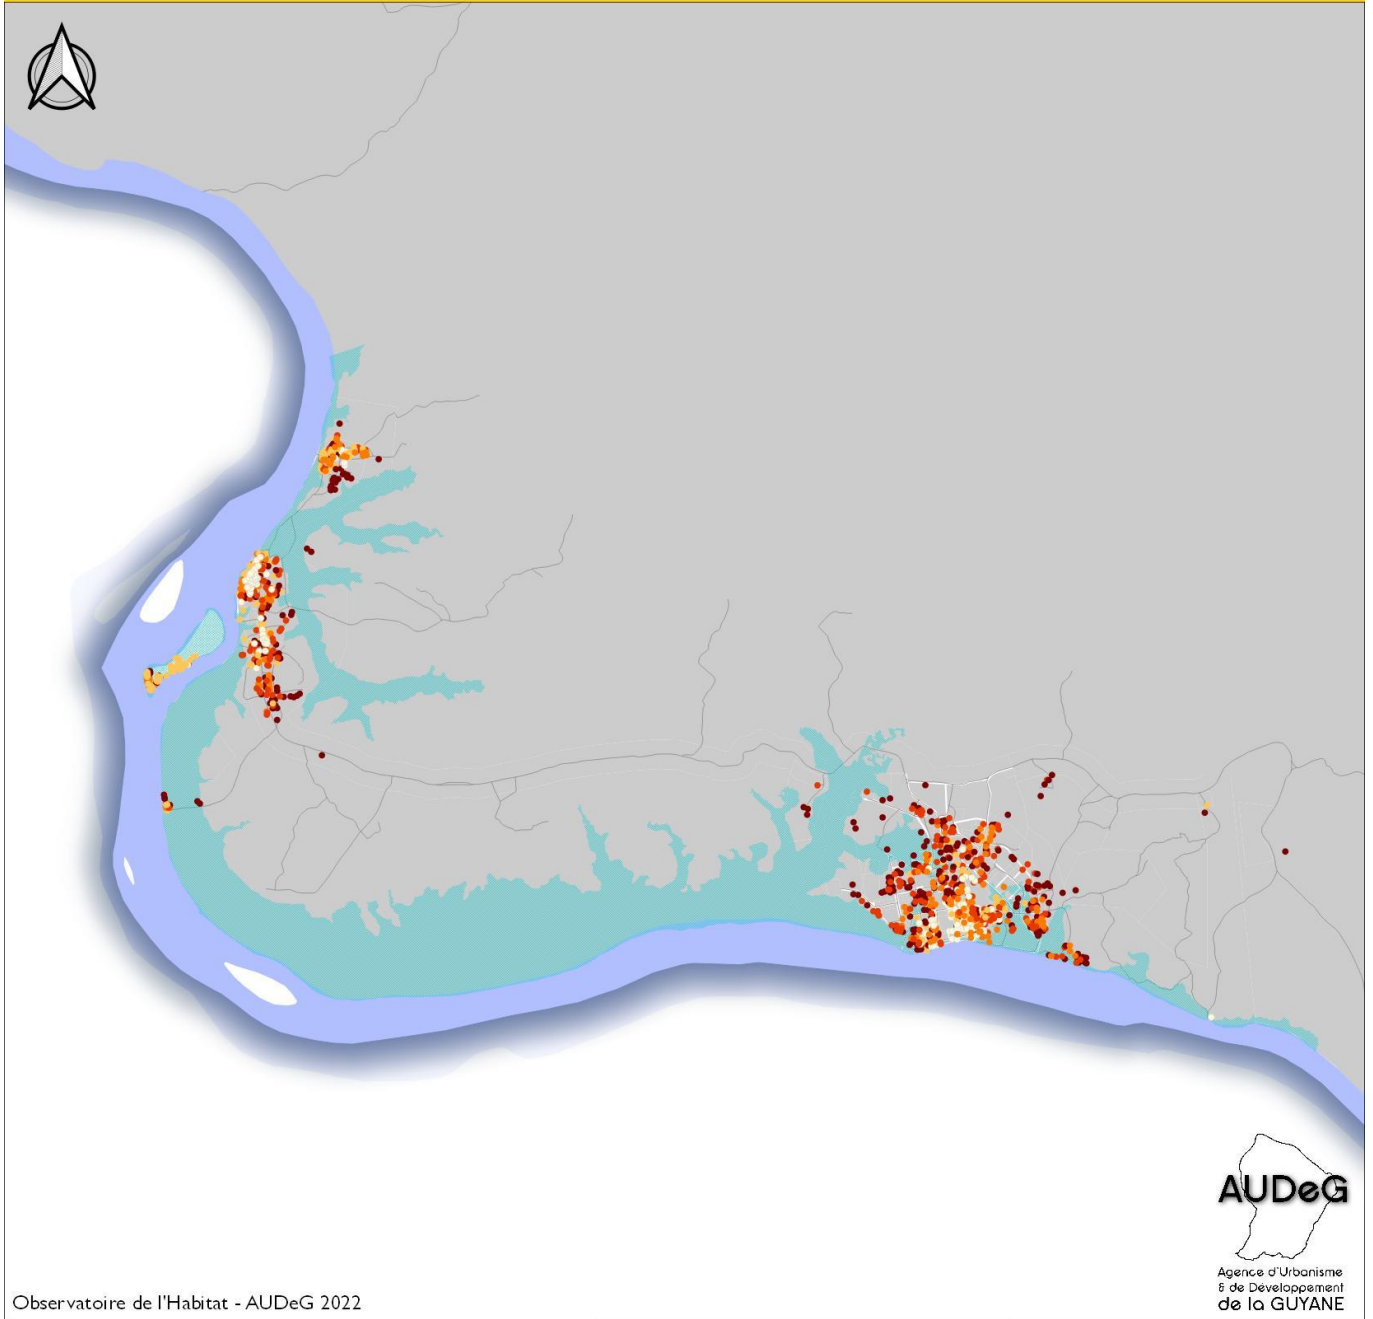 AUDeG
Agence d'Urbanisme
& de Développement
de la GUYANE
Observatoire de l'Habitat - AUDeG 2022